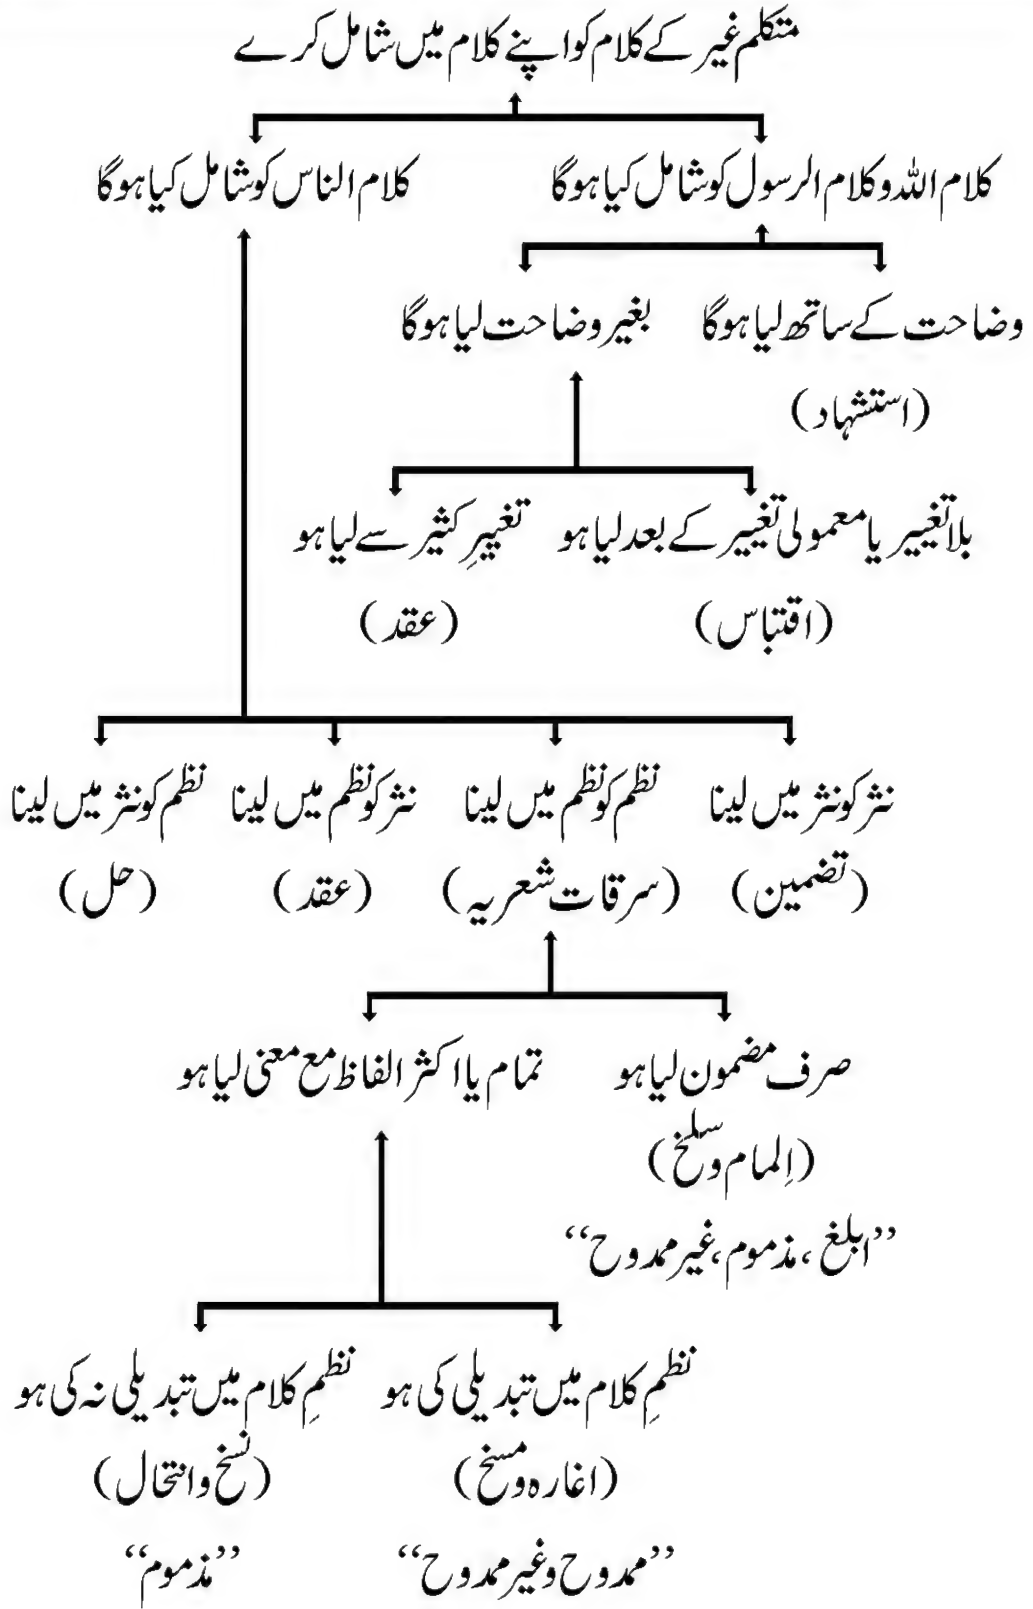 متکلم غیر کے کلام کو اپنے کلام میں شامل کرے
کلام اللہ و کلام الرسول کو شامل کیا ہوگا
کلام الناس کو شامل کیا ہوگا
وضاحت کے ساتھ لیا ہوگا
(استشہاد)
بغیر وضاحت لیا ہوگا
بلا تغییر یا معمولی تغییر کے بعد لیا ہو
(اقتباس)
تغییرِ کثیر سے لیا ہو
(عقد)
نثر کو نثر میں لینا
(تضمین)
نظم کو نظم میں لینا
(سرقات شعریہ)
نثر کو نظم میں لینا
(عقد)
نظم کو نثر میں لینا
(حل)
صرف مضمون لیا ہو
(اِلمام و سلخ)
”ابلغ، مذموم، غیر ممدوح“
تمام یا اکثر الفاظ مع معنی لیا ہو
نظمِ کلام میں تبدیلی کی ہو
(اغارہ و مسخ)
”ممدوح و غیر ممدوح“
نظمِ کلام میں تبدیلی نہ کی ہو
(نسخ و انتحال)
”مذموم“